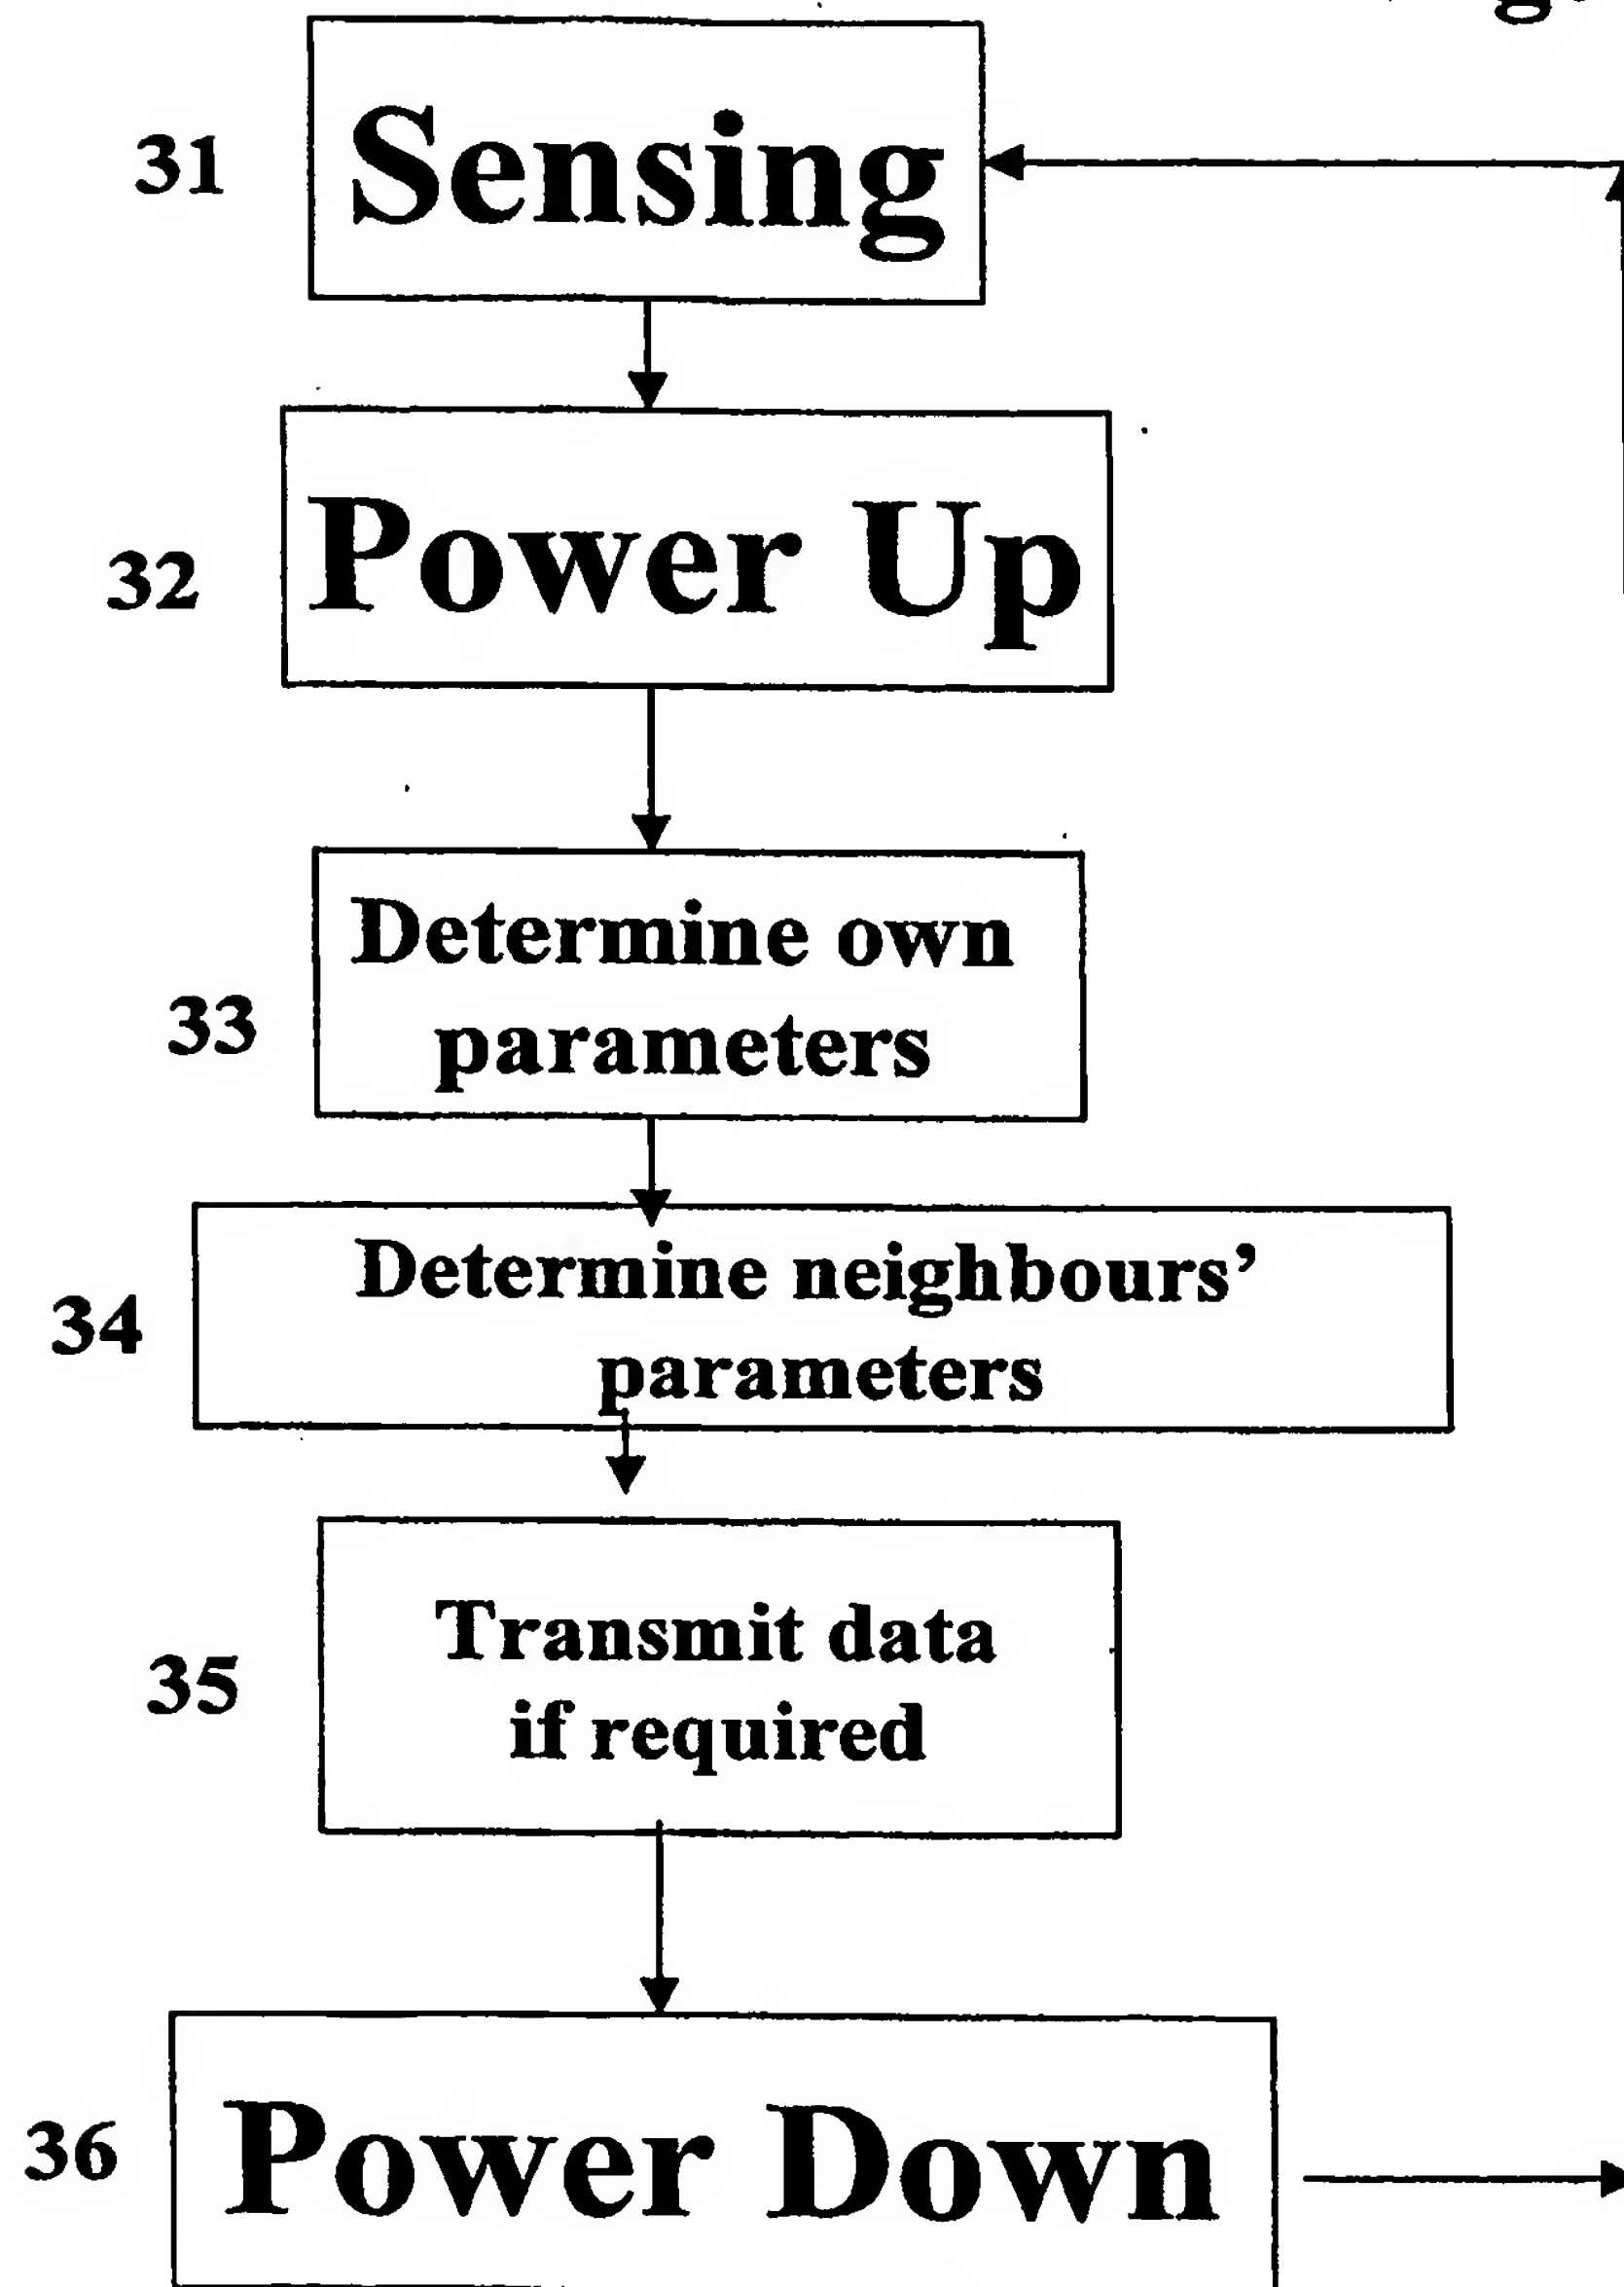 31
Sensing
32
Power Up
33
Determine own
parameters
34
Determine neighbours’
parameters
35
Transmit data
if required
36
Power Down